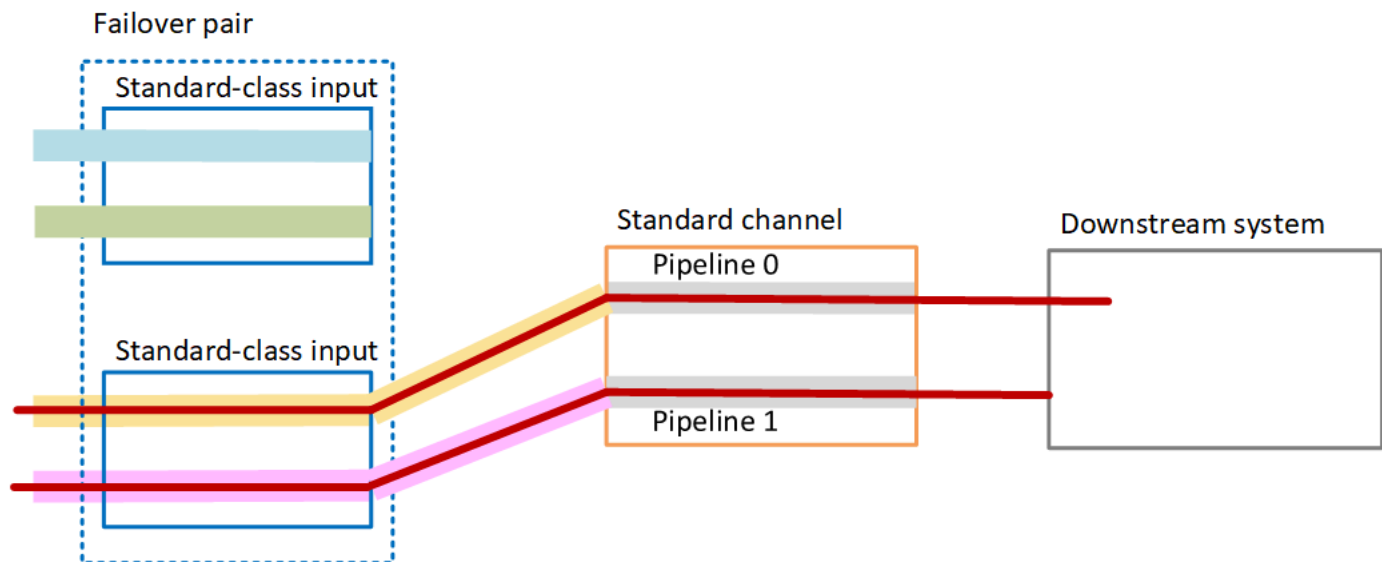 Failover pair
Standard-class input
Standard channel
Downstream system
Pipeline 0
Standard-class input
Pipeline 1